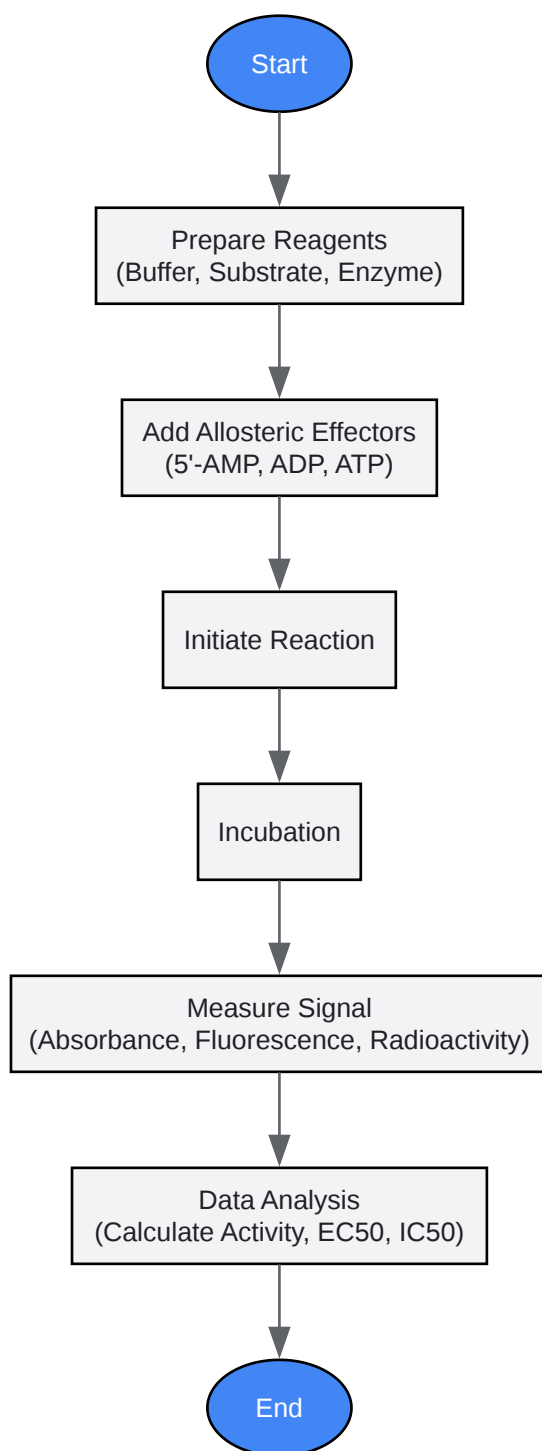 Start
Prepare Reagents
(Buffer, Substrate, Enzyme)
Add Allosteric Effectors
(5'-AMP, ADP, ATP)
Initiate Reaction
Incubation
Measure Signal
(Absorbance, Fluorescence, Radioactivity)
Data Analysis
(Calculate Activity, EC50, IC50)
End